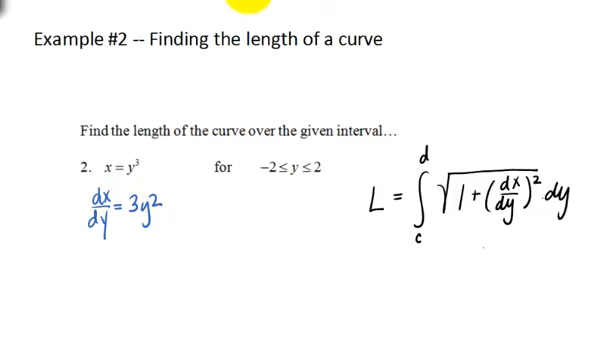 Example #2 -- Finding the length of a curve
Find the length of the curve over the given interval...
2. x = y³ for −2 ≤ y ≤ 2
dx/dy = 3y²
L = ∫_c^d √(1 + (dx/dy)²) dy